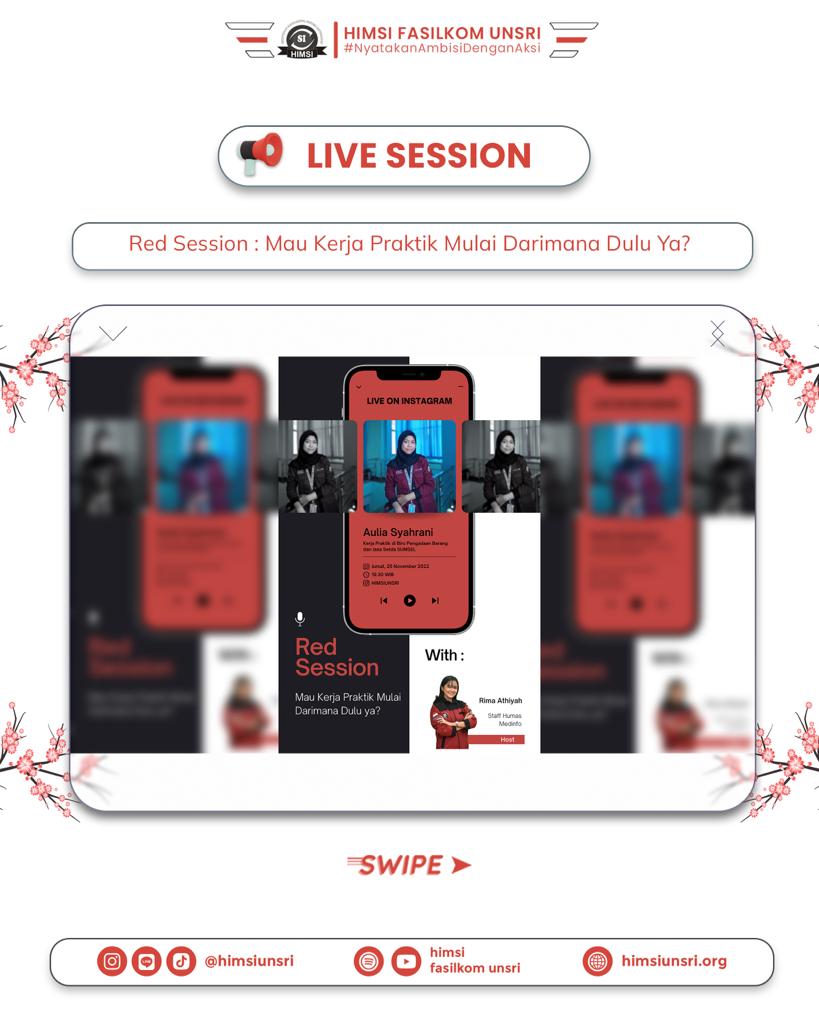 SI
HIMSI
HIMSI FASILKOM UNSRI
#NyatakanAmbisiDenganAksi
LIVE SESSION
Red Session : Mau Kerja Praktik Mulai Darimana Dulu Ya?
LIVE ON INSTAGRAM
Aulia Syahrani
Kerja Praktik di Biro Pengadaan Barang
dan Jasa Setda SUMSEL
Jumat, 25 November 2022
19.30 WIB
HIMSIUNSRI
Red
Session
Mau Kerja Praktik Mulai
Darimana Dulu ya?
With :
Rima Athiyah
Staff Humas
Medinfo
Host
SWIPE
@himsiunsri
himsi
fasilkom unsri
himsiunsri.org